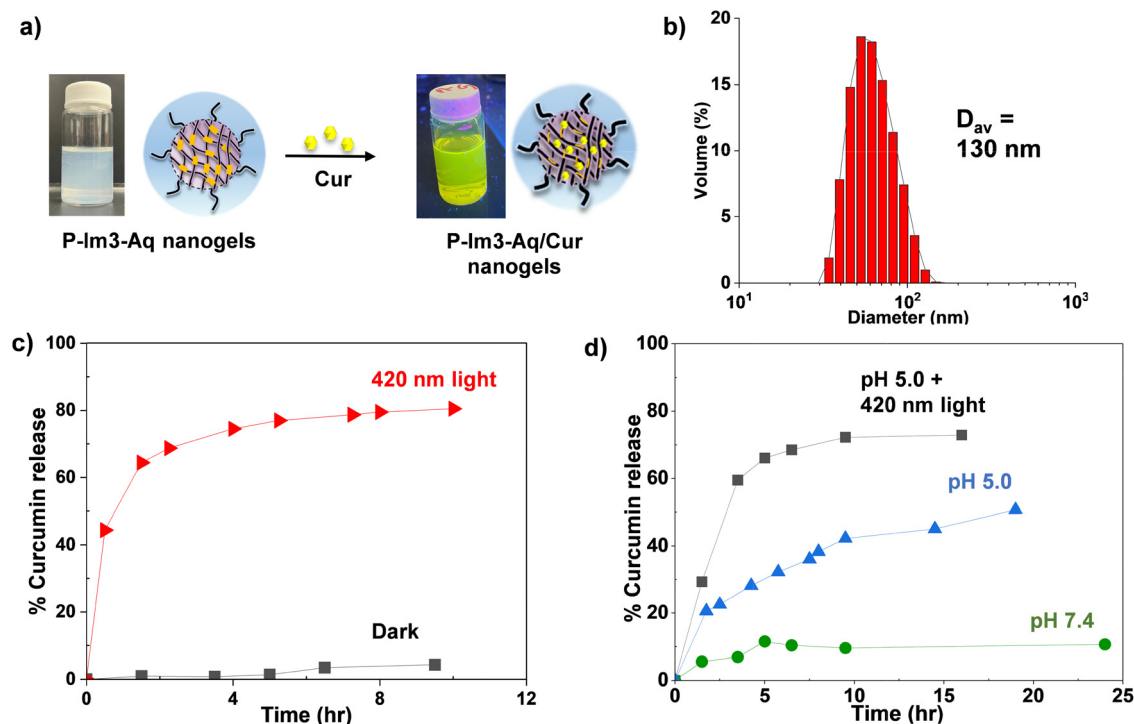 a)
Cur
P-Im3-Aq nanogels
P-Im3-Aq/Cur
nanogels
b)
20
15
10
5
0
Volume (%)
D_av =
130 nm
10^1
10^2
10^3
Diameter (nm)
c)
100
80
60
40
20
0
% Curcumin release
420 nm light
Dark
0
4
8
12
Time (hr)
d)
100
80
60
40
20
0
% Curcumin release
pH 5.0 +
420 nm light
pH 5.0
pH 7.4
0
5
10
15
20
25
Time (hr)